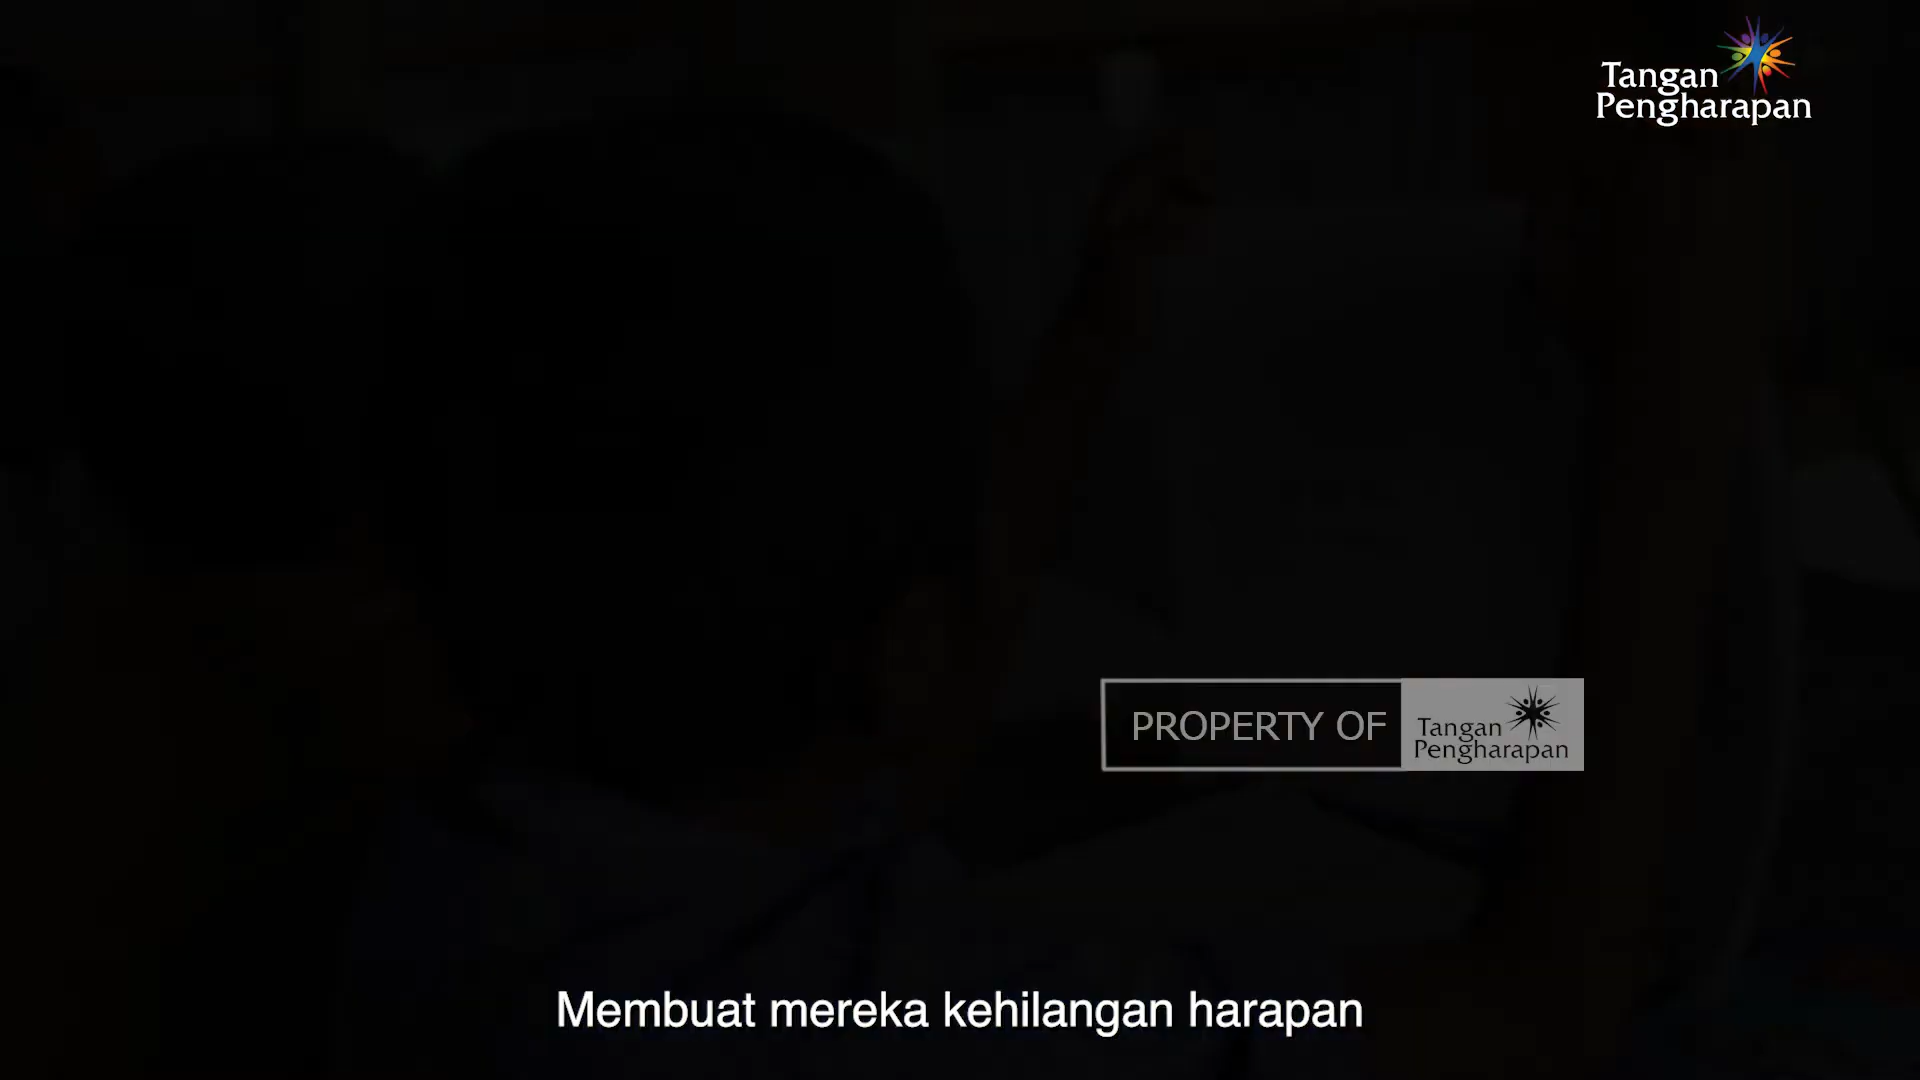 Tangan
Pengharapan
PROPERTY OF
Tangan
Pengharapan
Membuat mereka kehilangan harapan